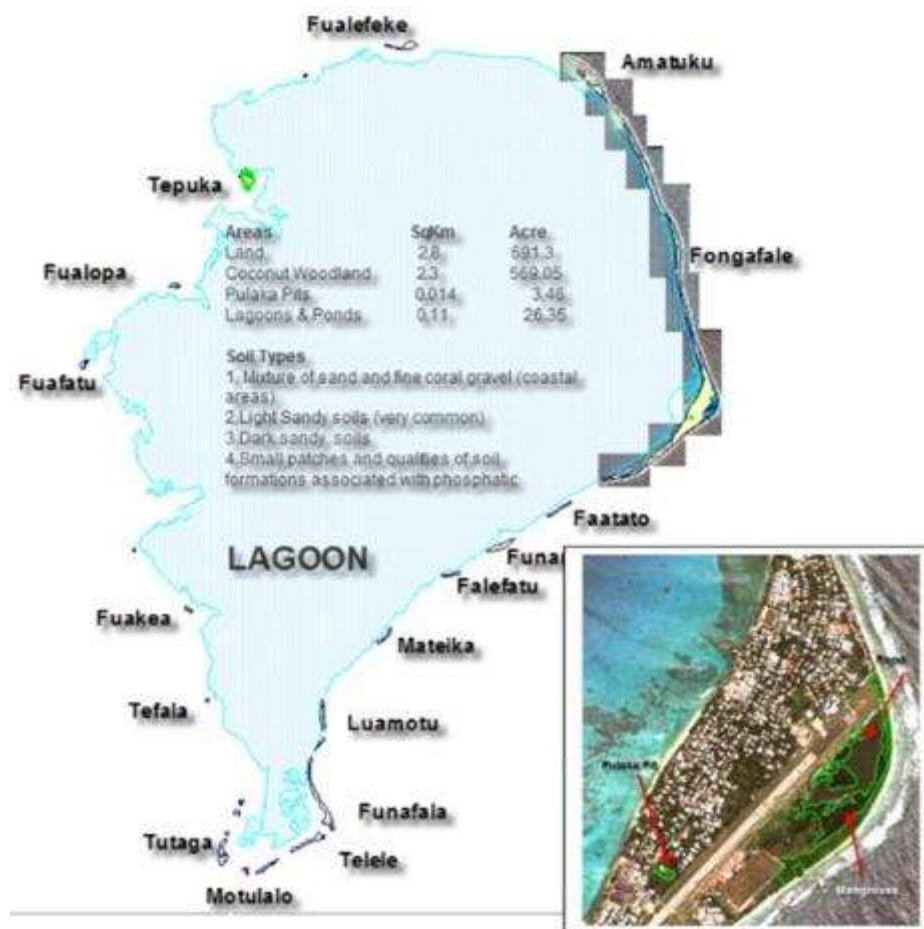 Fualefeke
Amatuku
Tepuka
Areas SqKm Acre
Land 2.8 691.3
Coconut Woodland 2.3 569.05
Pulaka Pits 0.014 3.46
Lagoons & Ponds 0.11 26.35
Fongafale
Fualopa
Fuafatu
Soil Types
1. Mixture of sand and fine coral gravel (coastal
areas)
2.Light Sandy soils (very common)
3.Dark sandy soils
4.Small patches and qualities of soil
formations associated with phosphatic
Faatato
LAGOON
Funa
Falefatu
Fuakea
Mateika
Tefala
Luamotu
Funafala
Tutaga
Telele
Motulalo
Pulaka Pit
Mangroves